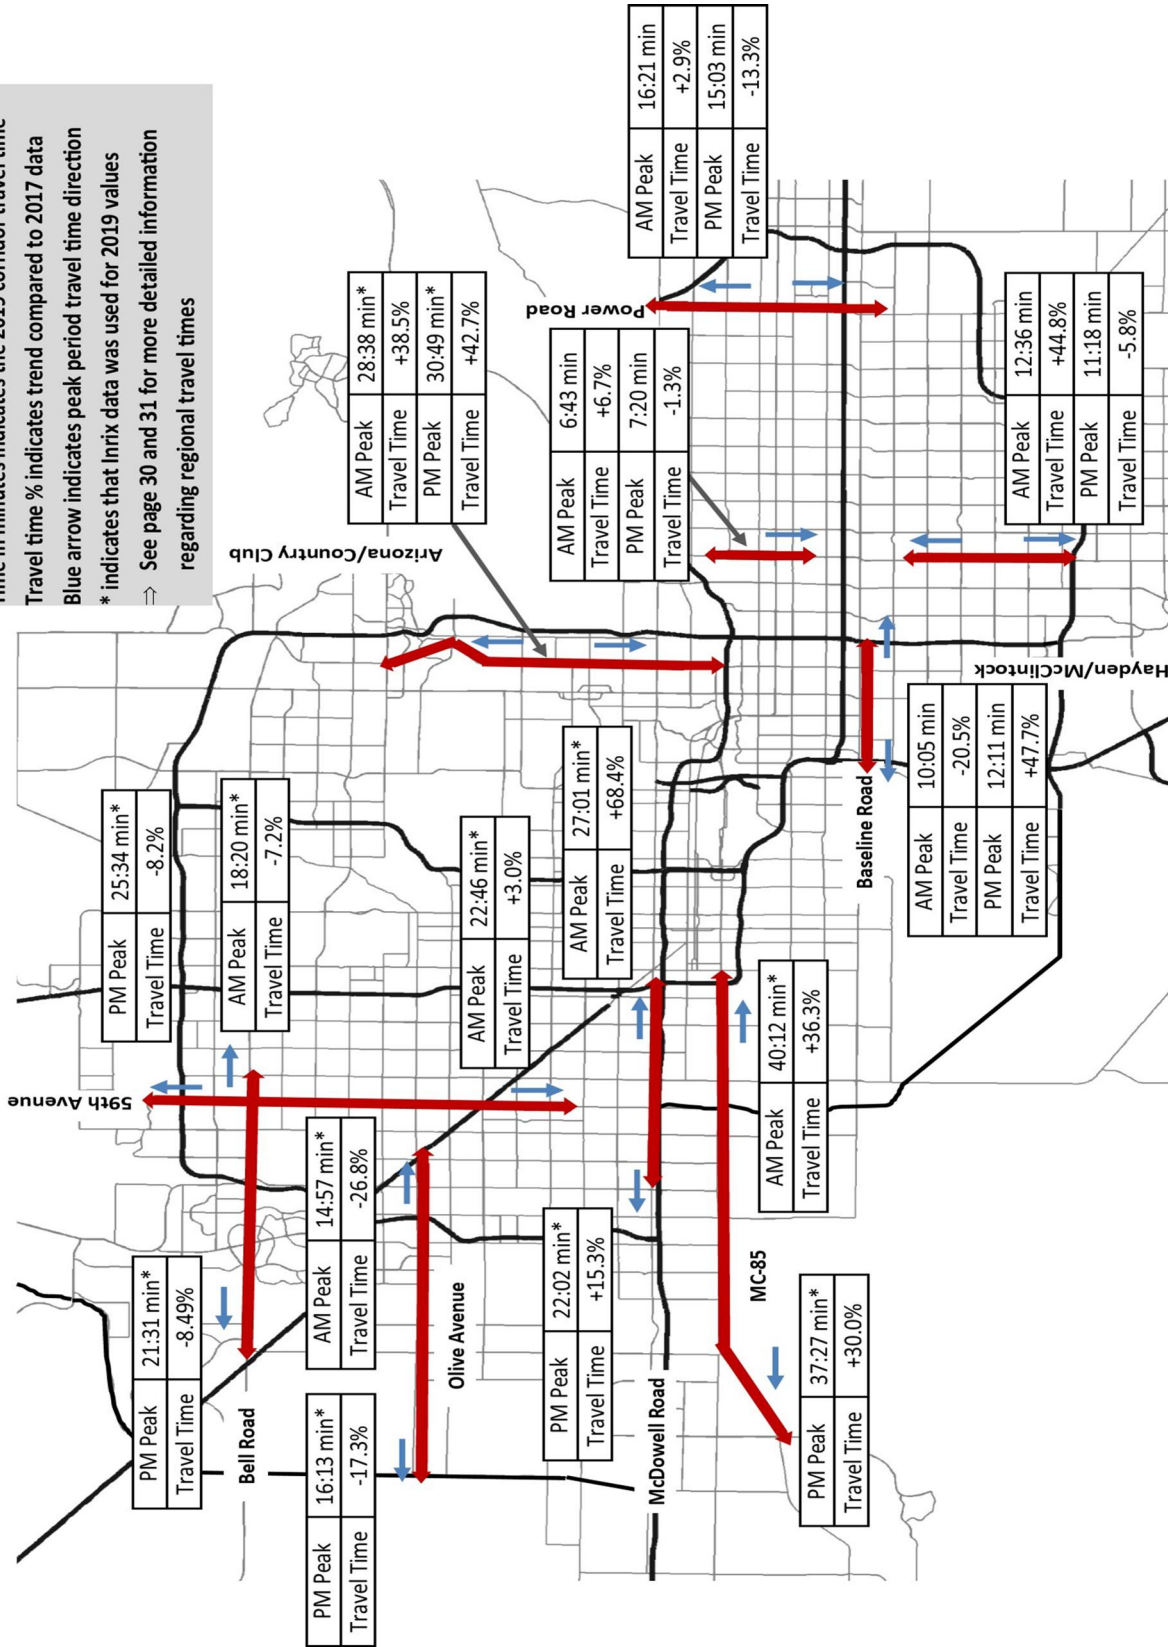 Travel time % indicates trend compared to 2017 data
Blue arrow indicates peak period travel time direction
* indicates that Inrix data was used for 2019 values
⇒ See page 30 and 31 for more detailed information
regarding regional travel times
PM Peak 25:34 min*
Travel Time -8.2%
59th Avenue
PM Peak 21:31 min*
Travel Time -8.49%
AM Peak 18:20 min*
Travel Time -7.2%
Bell Road
PM Peak 16:13 min*
Travel Time -17.3%
AM Peak 14:57 min*
Travel Time -26.8%
Olive Avenue
AM Peak 22:46 min*
Travel Time +3.0%
Arizona/Country Club
AM Peak 28:38 min*
Travel Time +38.5%
PM Peak 30:49 min*
Travel Time +42.7%
PM Peak 22:02 min*
Travel Time +15.3%
AM Peak 27:01 min*
Travel Time +68.4%
McDowell Road
AM Peak 6:43 min
Travel Time +6.7%
PM Peak 7:20 min
Travel Time -1.3%
Power Road
AM Peak 16:21 min
Travel Time +2.9%
PM Peak 15:03 min
Travel Time -13.3%
MC-85
PM Peak 37:27 min*
Travel Time +30.0%
AM Peak 40:12 min*
Travel Time +36.3%
Baseline Road
AM Peak 10:05 min
Travel Time -20.5%
PM Peak 12:11 min
Travel Time +47.7%
Hayden/McClintock
AM Peak 12:36 min
Travel Time +44.8%
PM Peak 11:18 min
Travel Time -5.8%